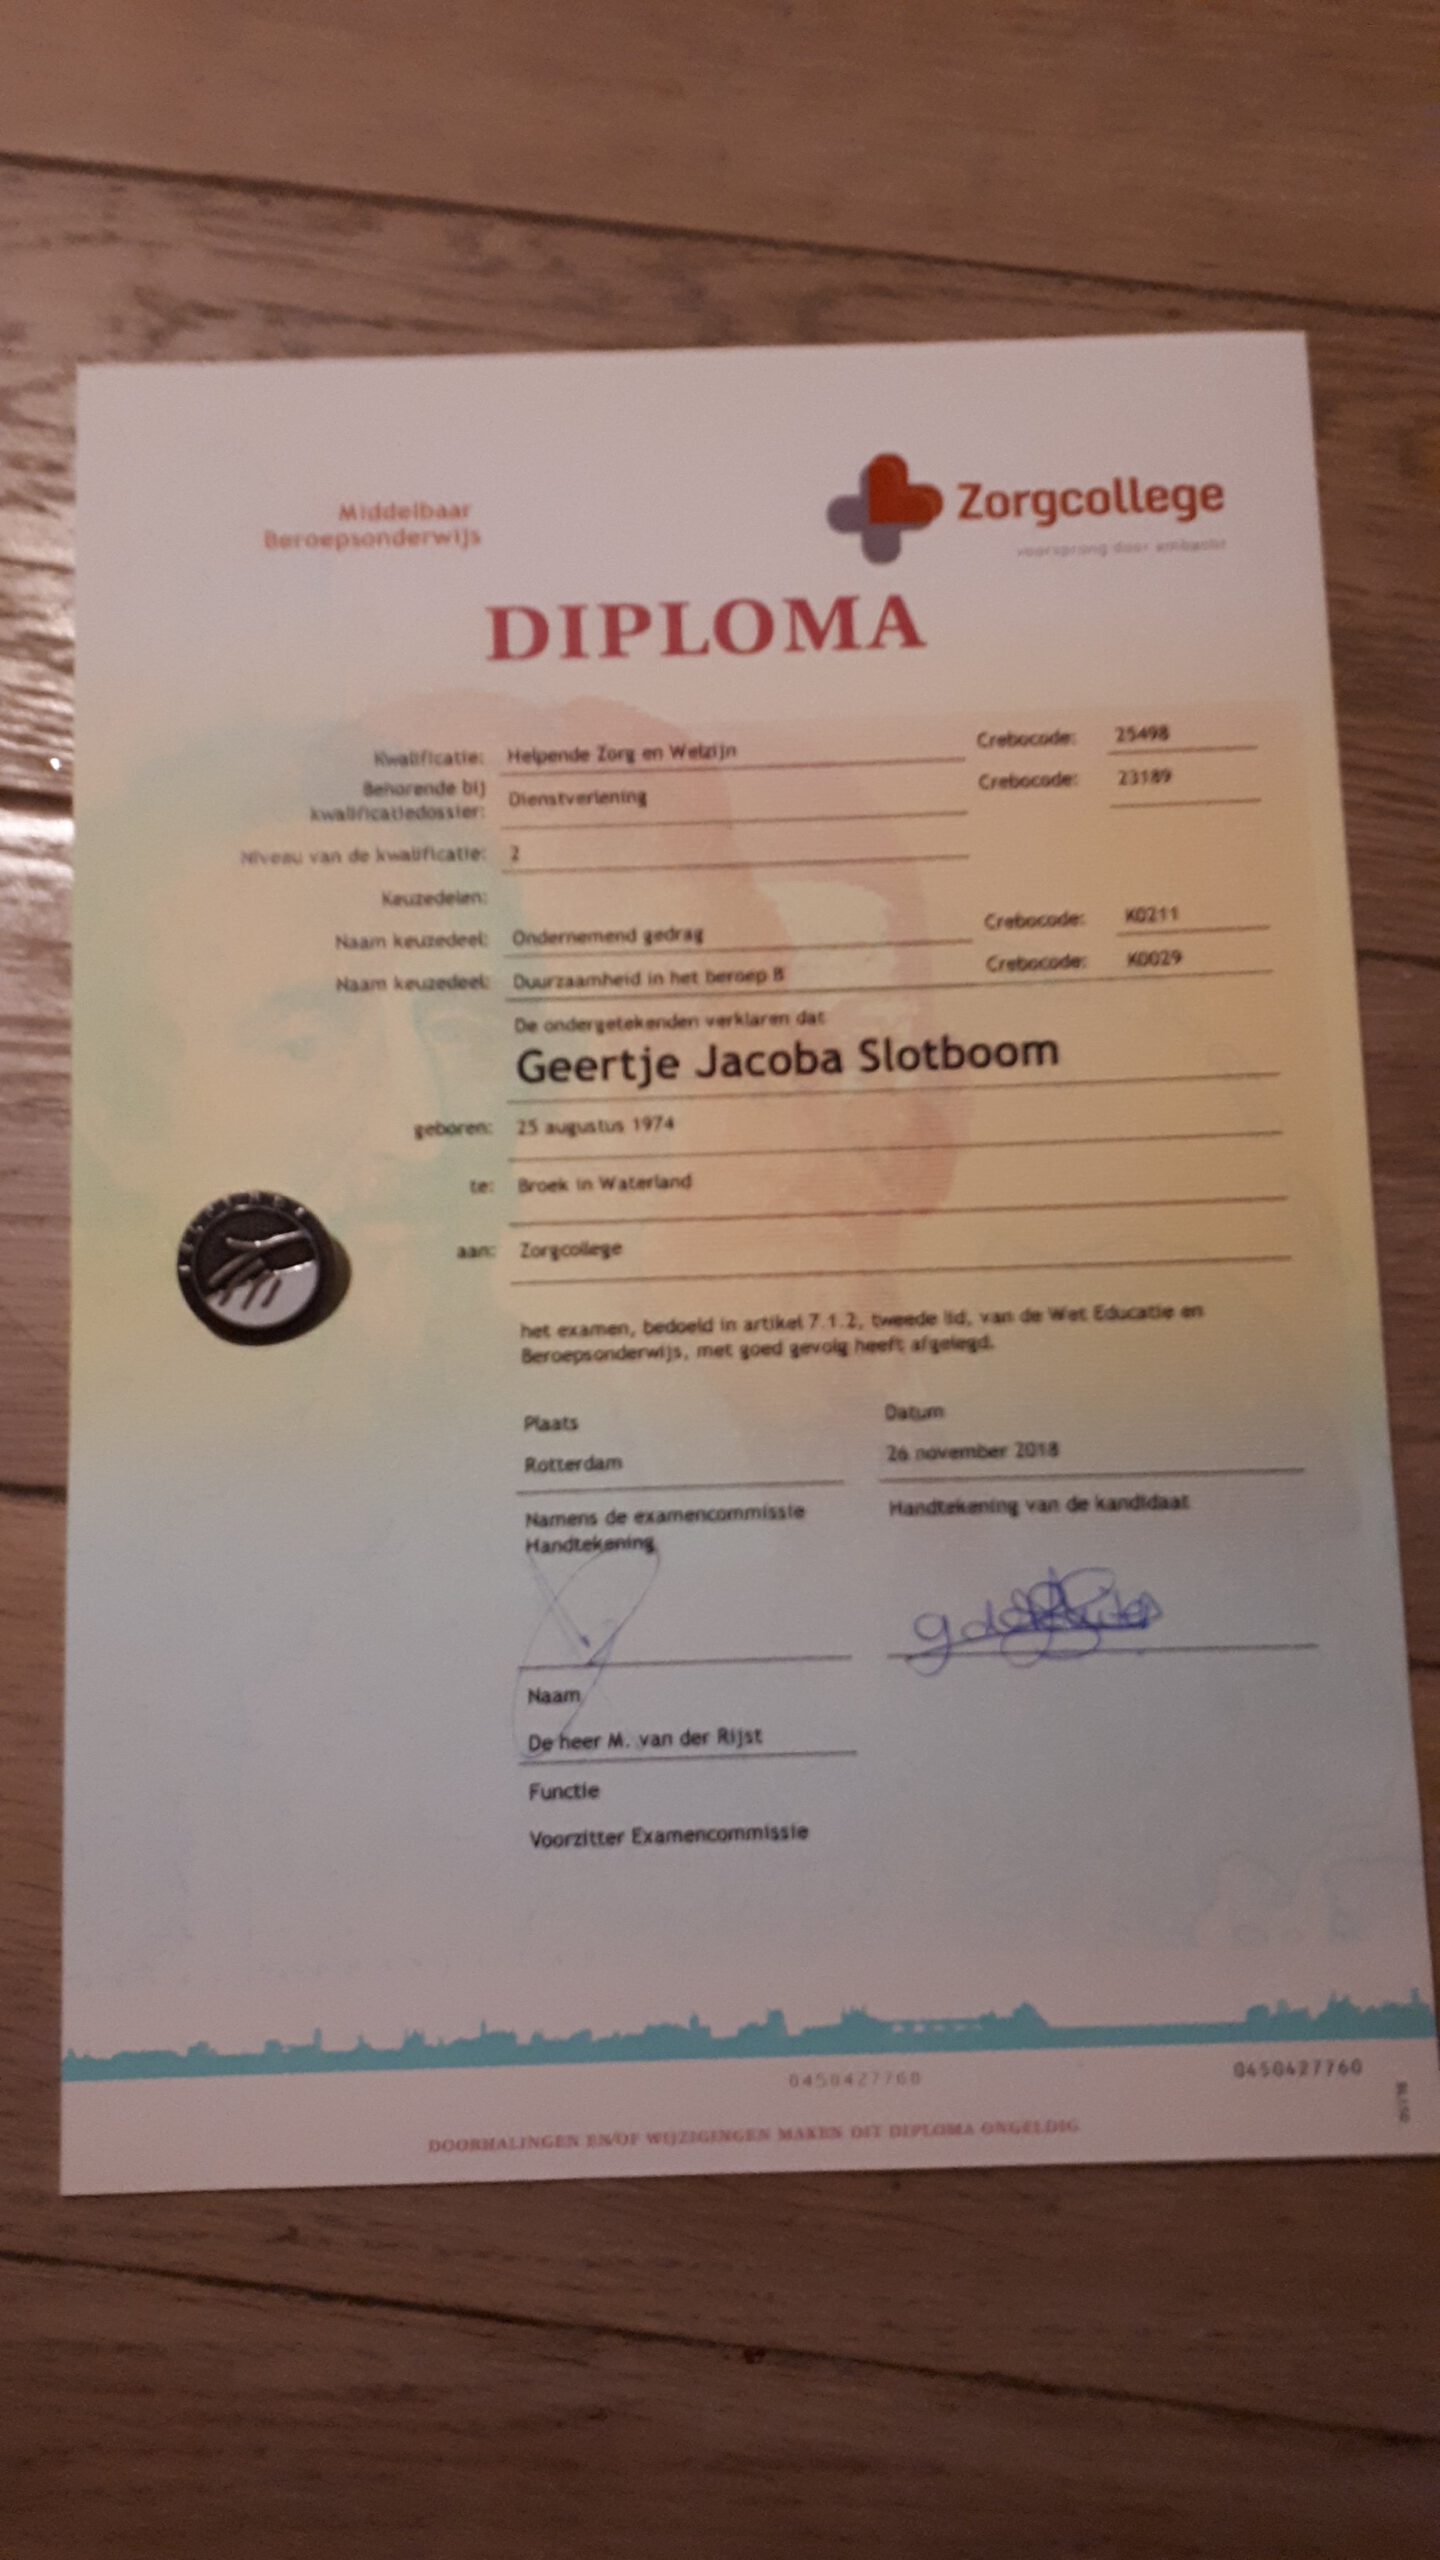 Middelbaar
Beroepsonderwijs
Zorgcollege
voorsprong door ambacht
DIPLOMA
Kwalificatie: Helpende Zorg en Welzijn Crebocode: 25498
Behorende bij
kwalificatiedossier: Dienstverlening Crebocode: 23189
Niveau van de kwalificatie: 2
Keuzedelen:
Naam keuzedeel: Ondernemend gedrag Crebocode: K0211
Naam keuzedeel: Duurzaamheid in het beroep B Crebocode: K0029
De ondergetekenden verklaren dat
Geertje Jacoba Slotboom
geboren: 25 augustus 1974
te: Broek in Waterland
aan: Zorgcollege
het examen, bedoeld in artikel 7.1.2, tweede lid, van de Wet Educatie en
Beroepsonderwijs, met goed gevolg heeft afgelegd.
Plaats Datum
Rotterdam 26 november 2018
Namens de examencommissie Handtekening van de kandidaat
Handtekening
Naam
De heer M. van der Rijst
Functie
Voorzitter Examencommissie
0450427760 0450427760
DOORHALINGEN EN/OF WIJZIGINGEN MAKEN DIT DIPLOMA ONGELDIG